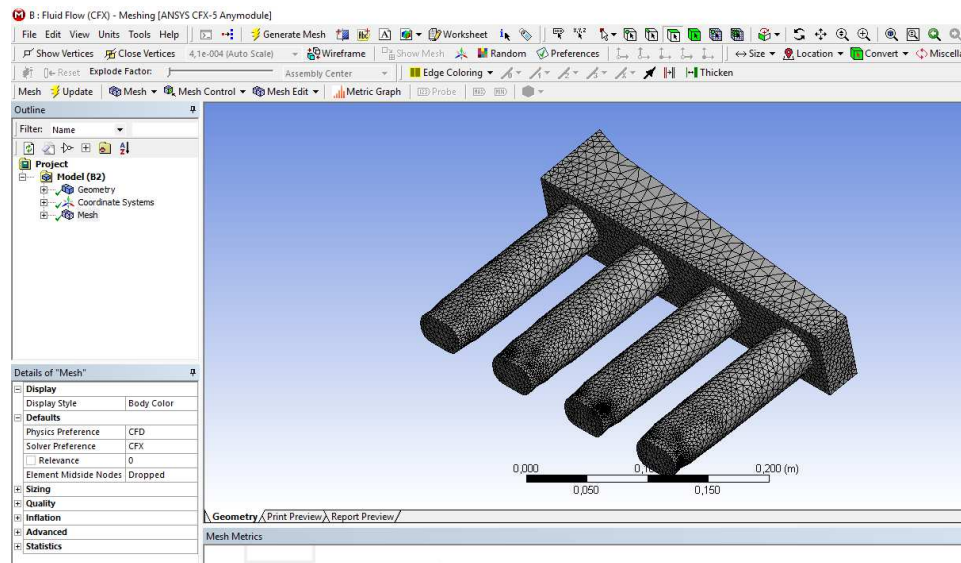 B : Fluid Flow (CFX) - Meshing [ANSYS CFX-5 Anymodule]
File Edit View Units Tools Help Generate Mesh A Worksheet
Show Vertices Close Vertices 4,1e-004 (Auto Scale) Wireframe Show Mesh Random Preferences Size Location Convert Miscella
Reset Explode Factor: Assembly Center Edge Coloring Thicken
Mesh Update Mesh Mesh Control Mesh Edit Metric Graph Probe
Outline
Filter: Name
Project
Model (B2)
Geometry
Coordinate Systems
Mesh
Details of "Mesh"
Display
Display Style Body Color
Defaults
Physics Preference CFD
Solver Preference CFX
Relevance 0
Element Midside Nodes Dropped
Sizing
Quality
Inflation
Advanced
Statistics
0,000 0,200 (m)
0,050 0,150
Geometry Print Preview Report Preview
Mesh Metrics